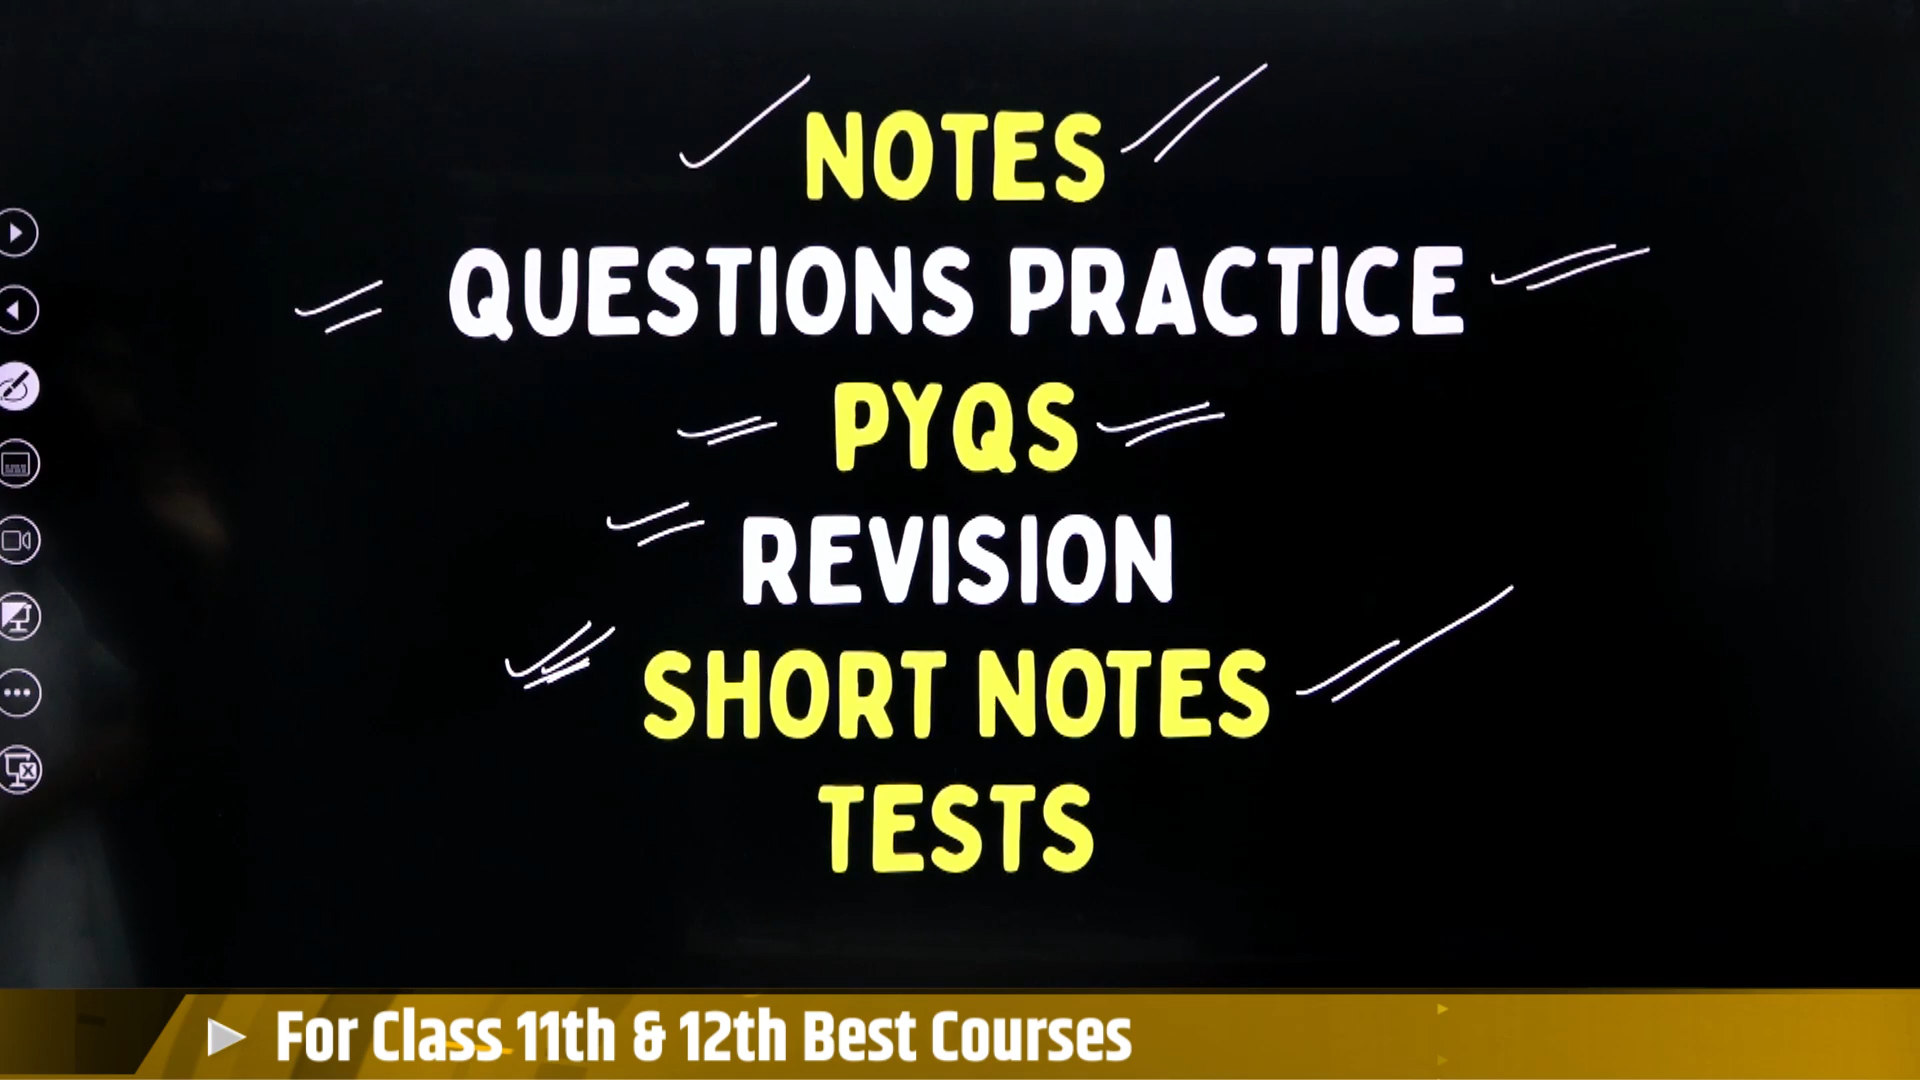 NOTES
QUESTIONS PRACTICE
PYQS
REVISION
SHORT NOTES
TESTS
For Class 11th & 12th Best Courses